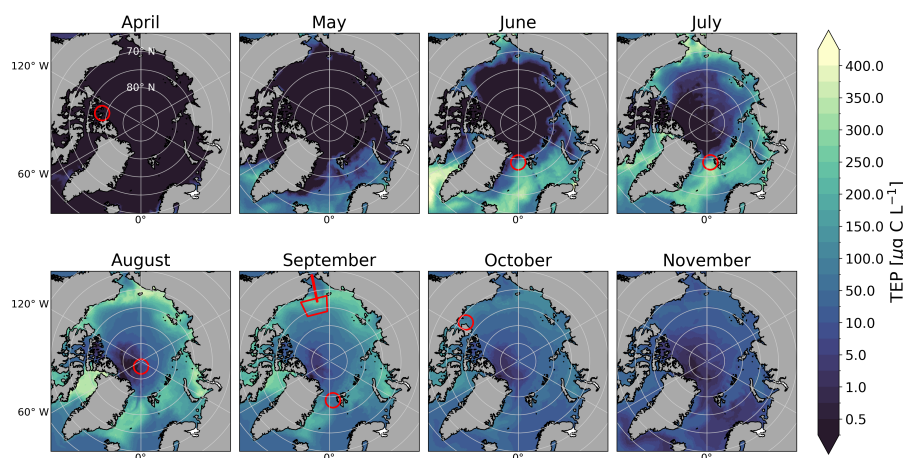 April
May
June
July
70° N
80° N
120° W
60° W
0°
0°
0°
0°
August
September
October
November
120° W
60° W
0°
0°
0°
0°
400.0
350.0
300.0
250.0
200.0
150.0
100.0
50.0
10.0
5.0
1.0
0.5
TEP [µg C L⁻¹]